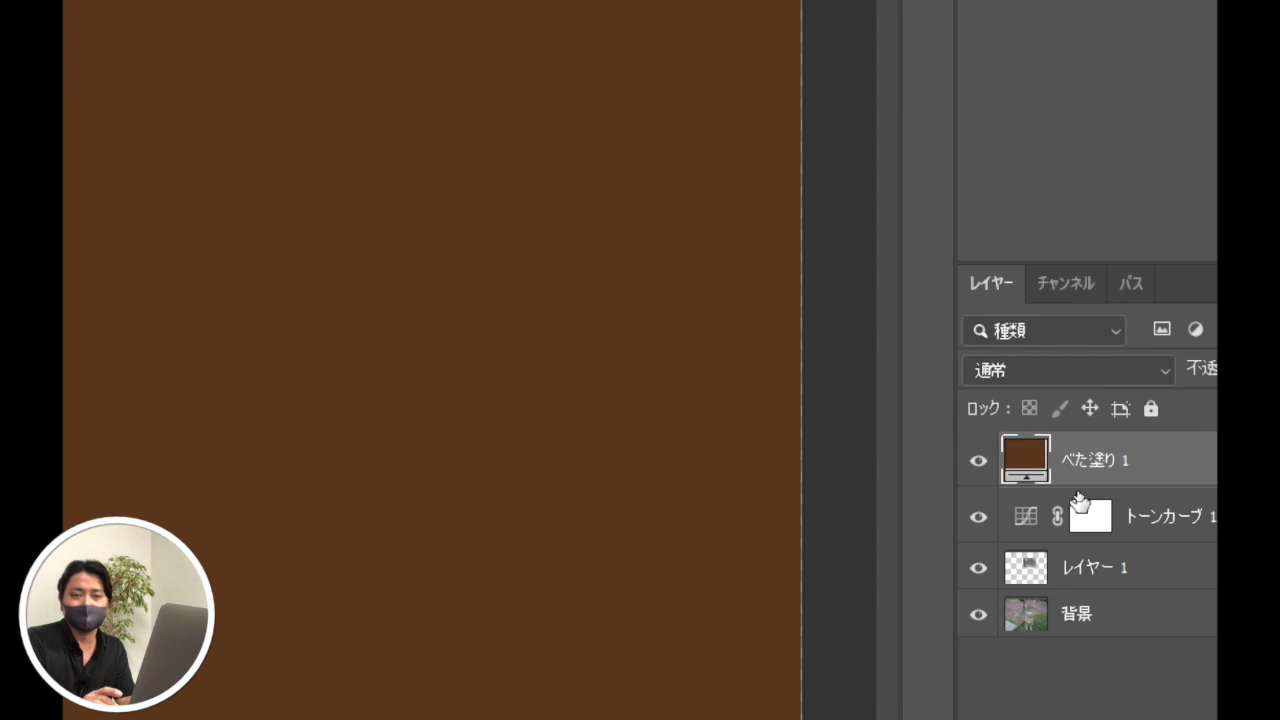 レイヤー チャンネル パス
種類
通常 不透
ロック：
べた塗り 1
トーンカーブ 1
レイヤー 1
背景